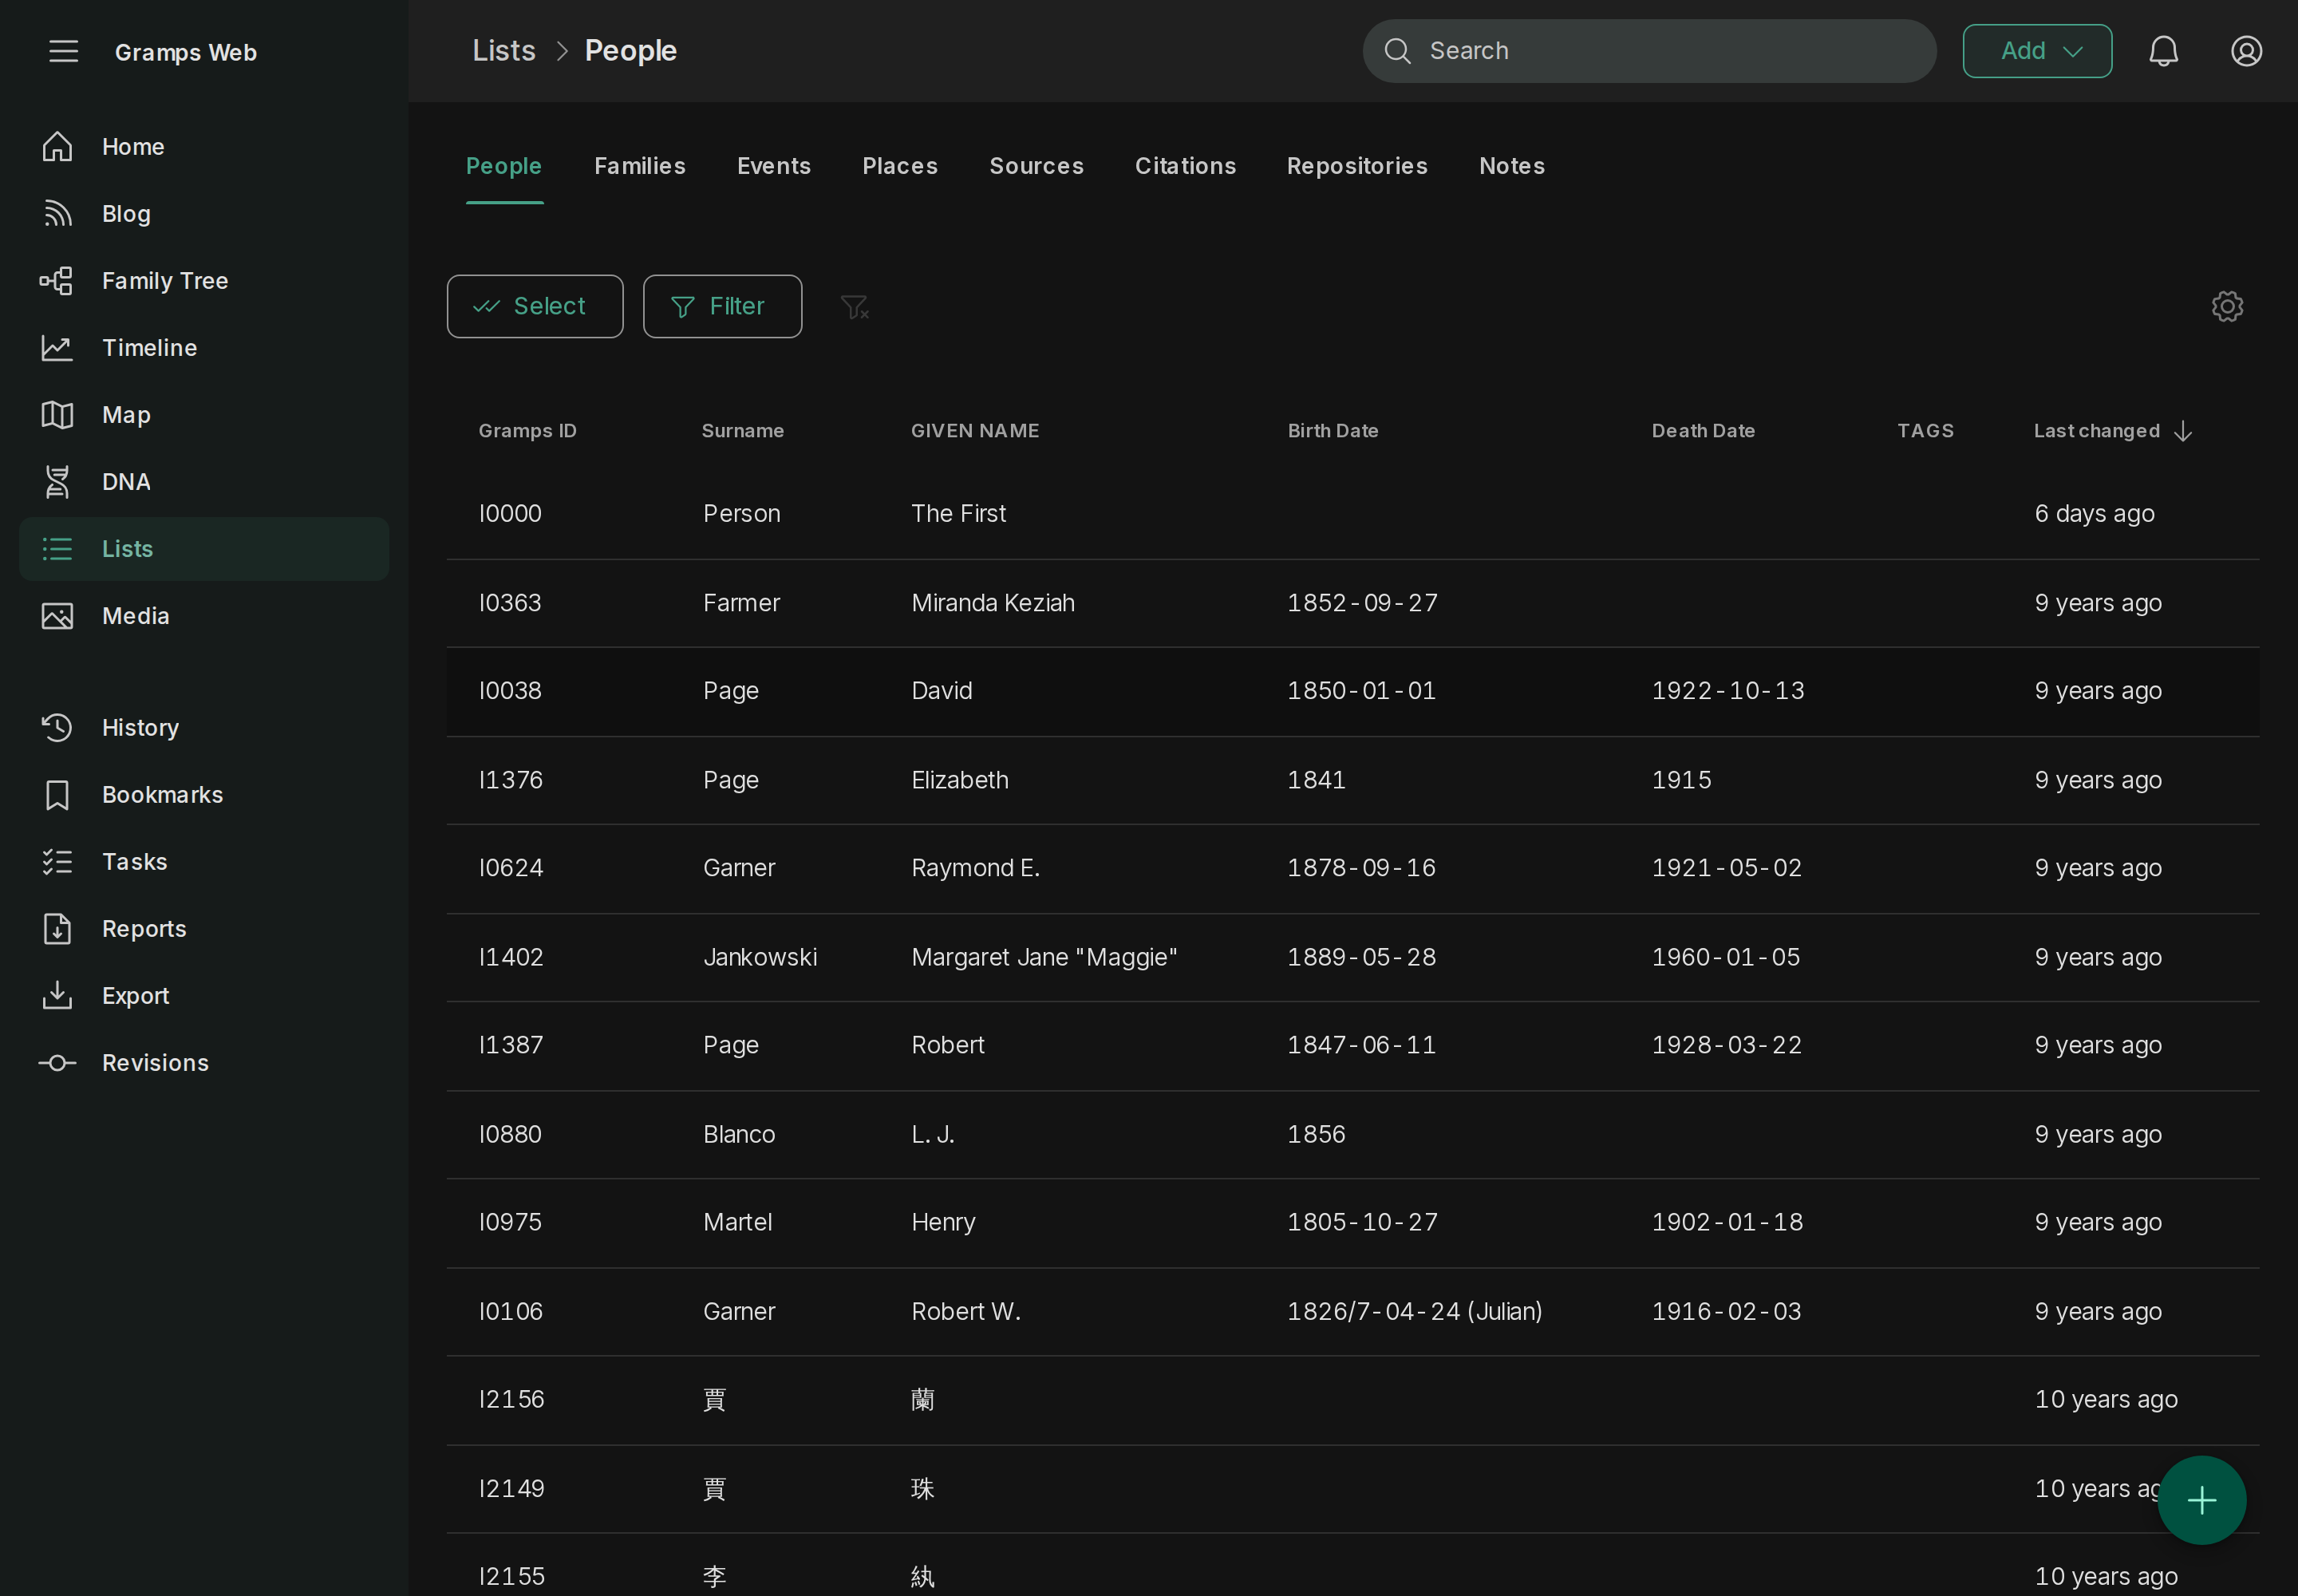 Gramps Web
Lists > People
Search
Add
Home
Blog
Family Tree
Timeline
Map
DNA
Lists
Media
History
Bookmarks
Tasks
Reports
Export
Revisions
People Families Events Places Sources Citations Repositories Notes
Select Filter
Gramps ID Surname GIVEN NAME Birth Date Death Date TAGS Last changed
I0000 Person The First 6 days ago
I0363 Farmer Miranda Keziah 1852-09-27 9 years ago
I0038 Page David 1850-01-01 1922-10-13 9 years ago
I1376 Page Elizabeth 1841 1915 9 years ago
I0624 Garner Raymond E. 1878-09-16 1921-05-02 9 years ago
I1402 Jankowski Margaret Jane "Maggie" 1889-05-28 1960-01-05 9 years ago
I1387 Page Robert 1847-06-11 1928-03-22 9 years ago
I0880 Blanco L. J. 1856 9 years ago
I0975 Martel Henry 1805-10-27 1902-01-18 9 years ago
I0106 Garner Robert W. 1826/7-04-24 (Julian) 1916-02-03 9 years ago
I2156 賈 蘭 10 years ago
I2149 賈 珠 10 years
I2155 李 紈 10 years ago